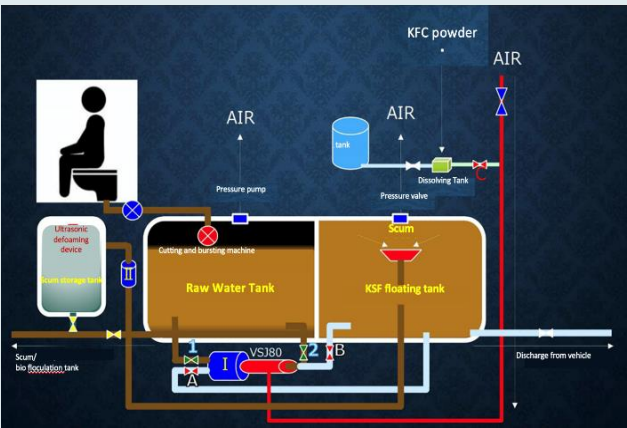 KFC powder
AIR
AIR
AIR
tank
Dissolving Tank
C
Pressure pump
Pressure valve
Ultrasonic
defoaming
device
Scum storage tank
II
Cutting and bursting machine
Scum
Raw Water Tank
KSF floating tank
1
VSJ80
2
B
I
A
Scum/
bio floculation tank
Discharge from vehicle